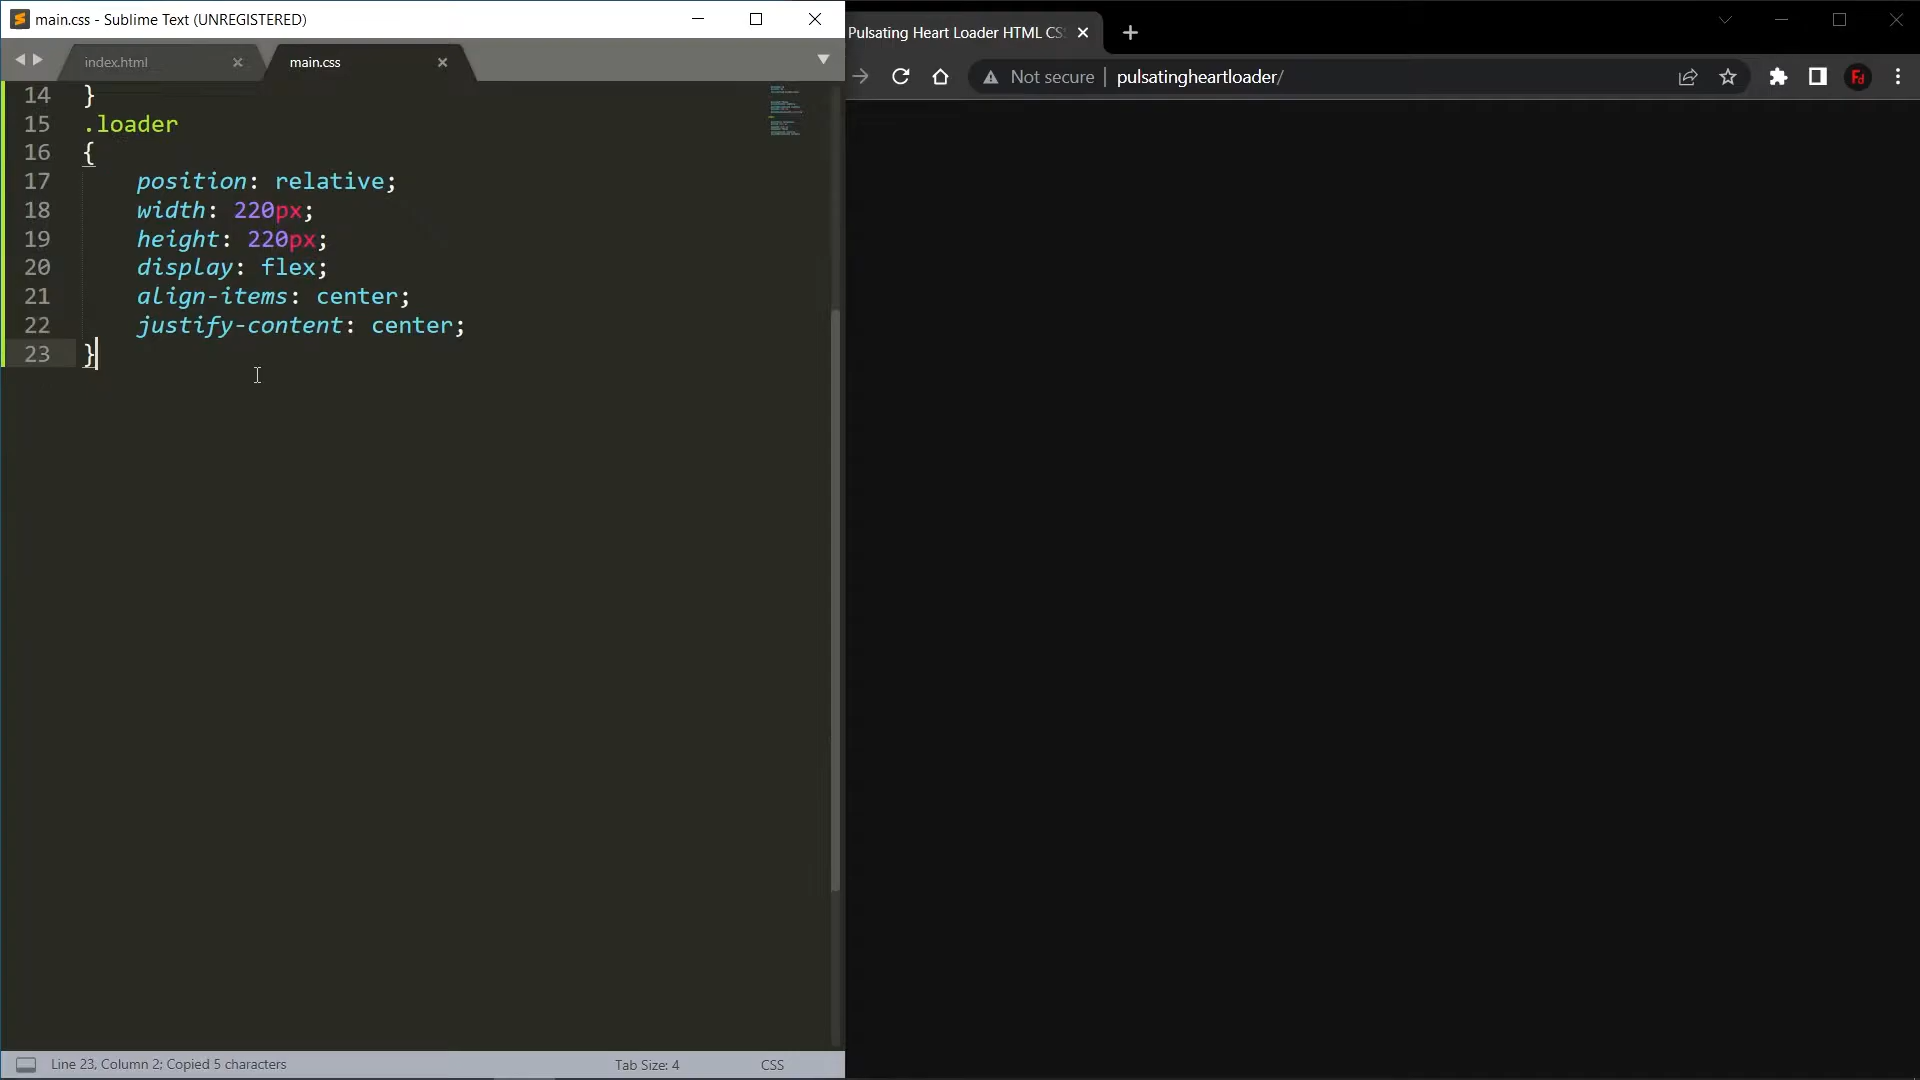 main.css - Sublime Text (UNREGISTERED)
index.html
main.css
14 }
15 .loader
16 {
17 position: relative;
18 width: 220px;
19 height: 220px;
20 display: flex;
21 align-items: center;
22 justify-content: center;
23 }
Line 23, Column 2; Copied 5 characters
Tab Size: 4
CSS
Pulsating Heart Loader HTML CS
Not secure
pulsatingheartloader/
Fd